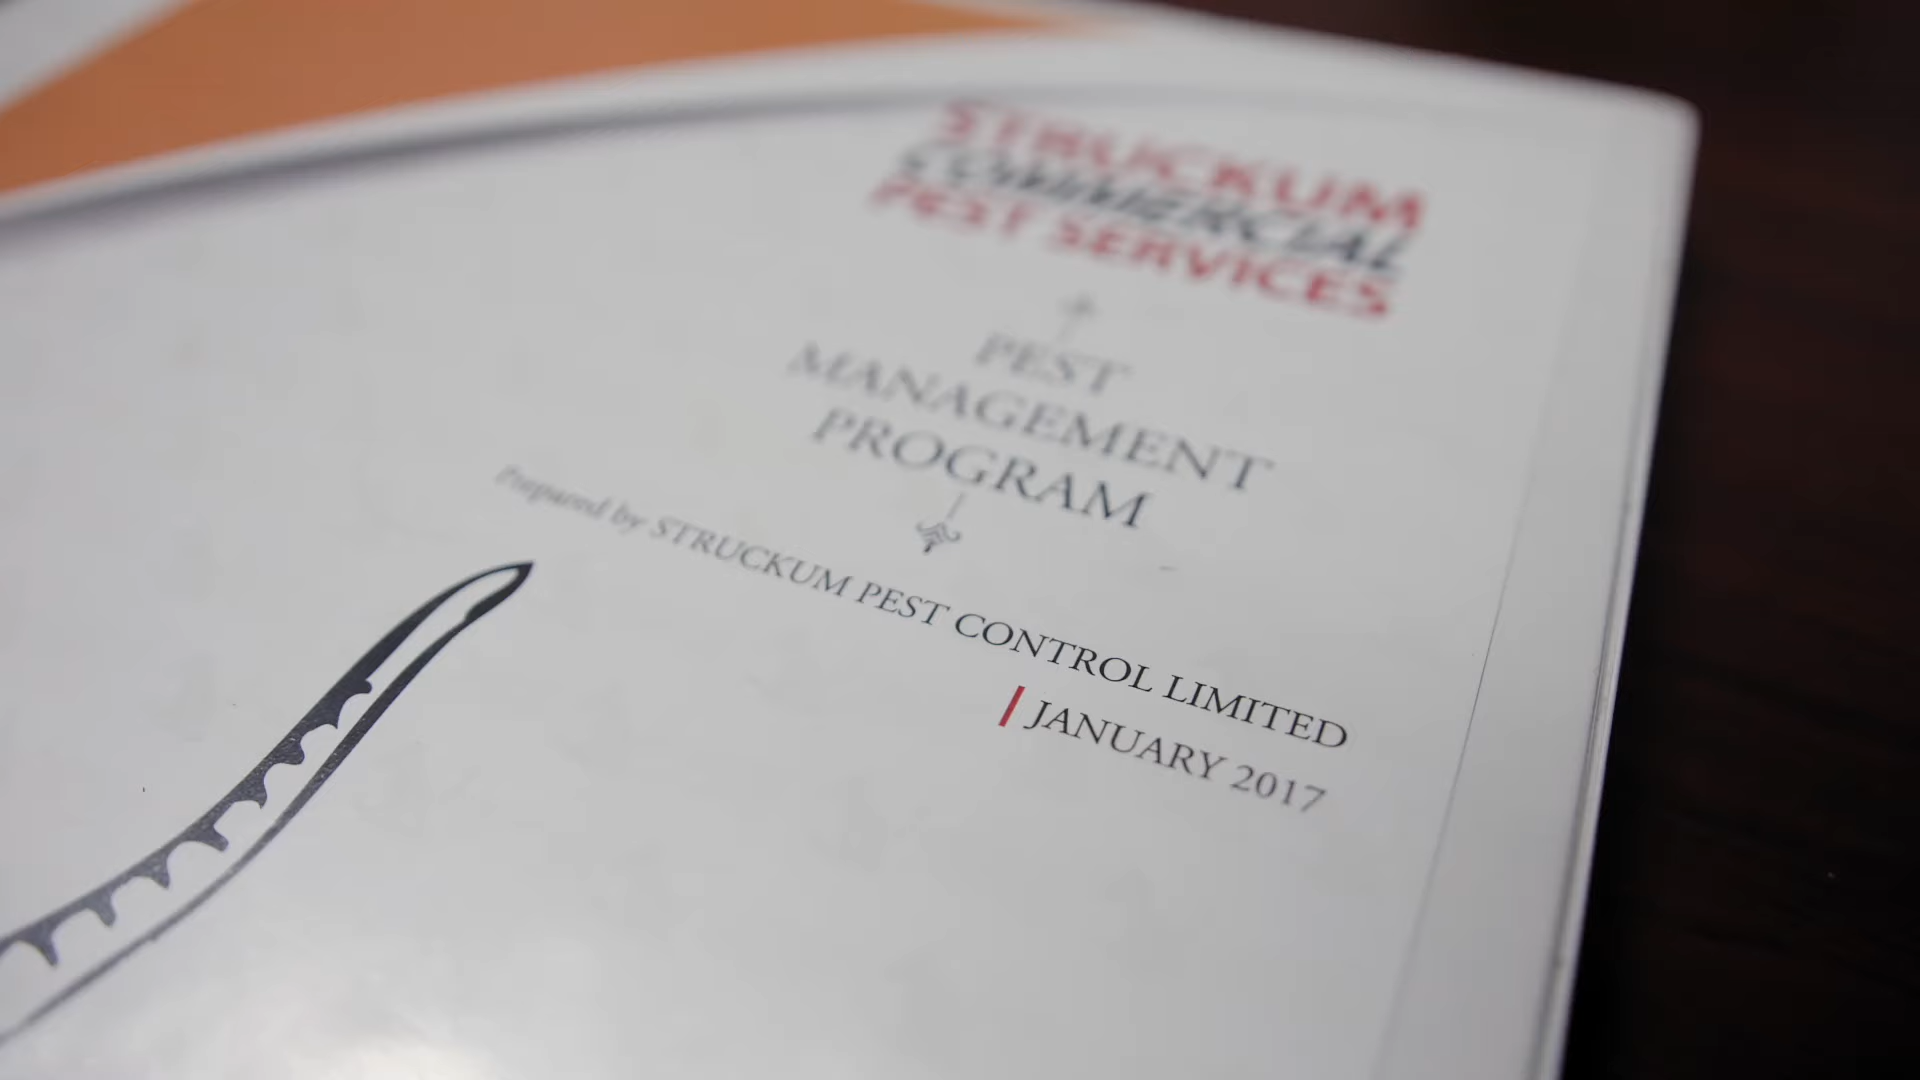 STRUCKUM
COMMERCIAL
PEST SERVICES
PEST
MANAGEMENT
PROGRAM
Prepared by STRUCKUM PEST CONTROL LIMITED
JANUARY 2017